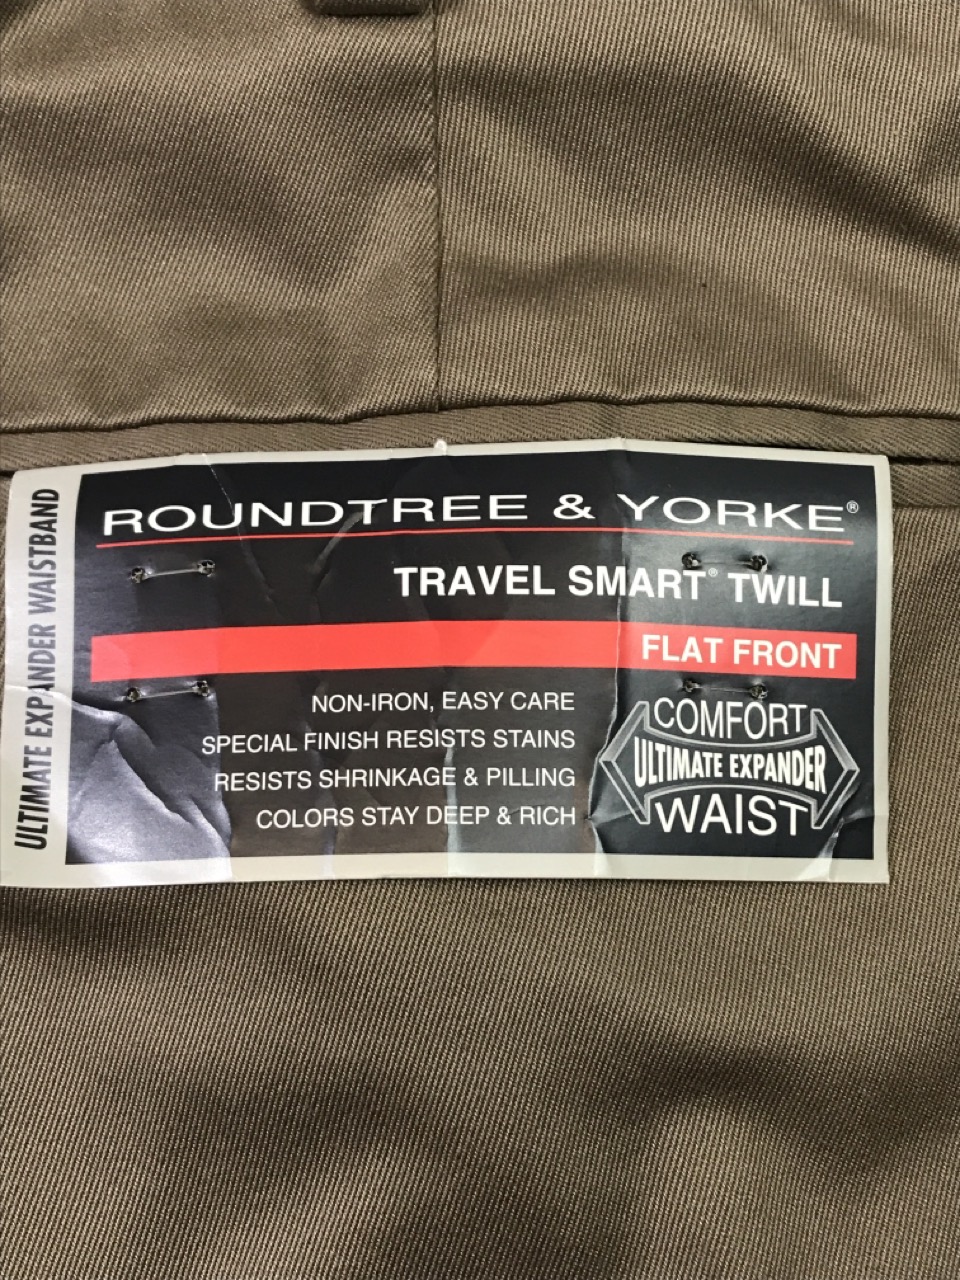 ULTIMATE EXPANDER WAISTBAND
ROUNDTREE & YORKE®
TRAVEL SMART® TWILL
FLAT FRONT
NON-IRON, EASY CARE
SPECIAL FINISH RESISTS STAINS
RESISTS SHRINKAGE & PILLING
COLORS STAY DEEP & RICH
COMFORT
ULTIMATE EXPANDER
WAIST